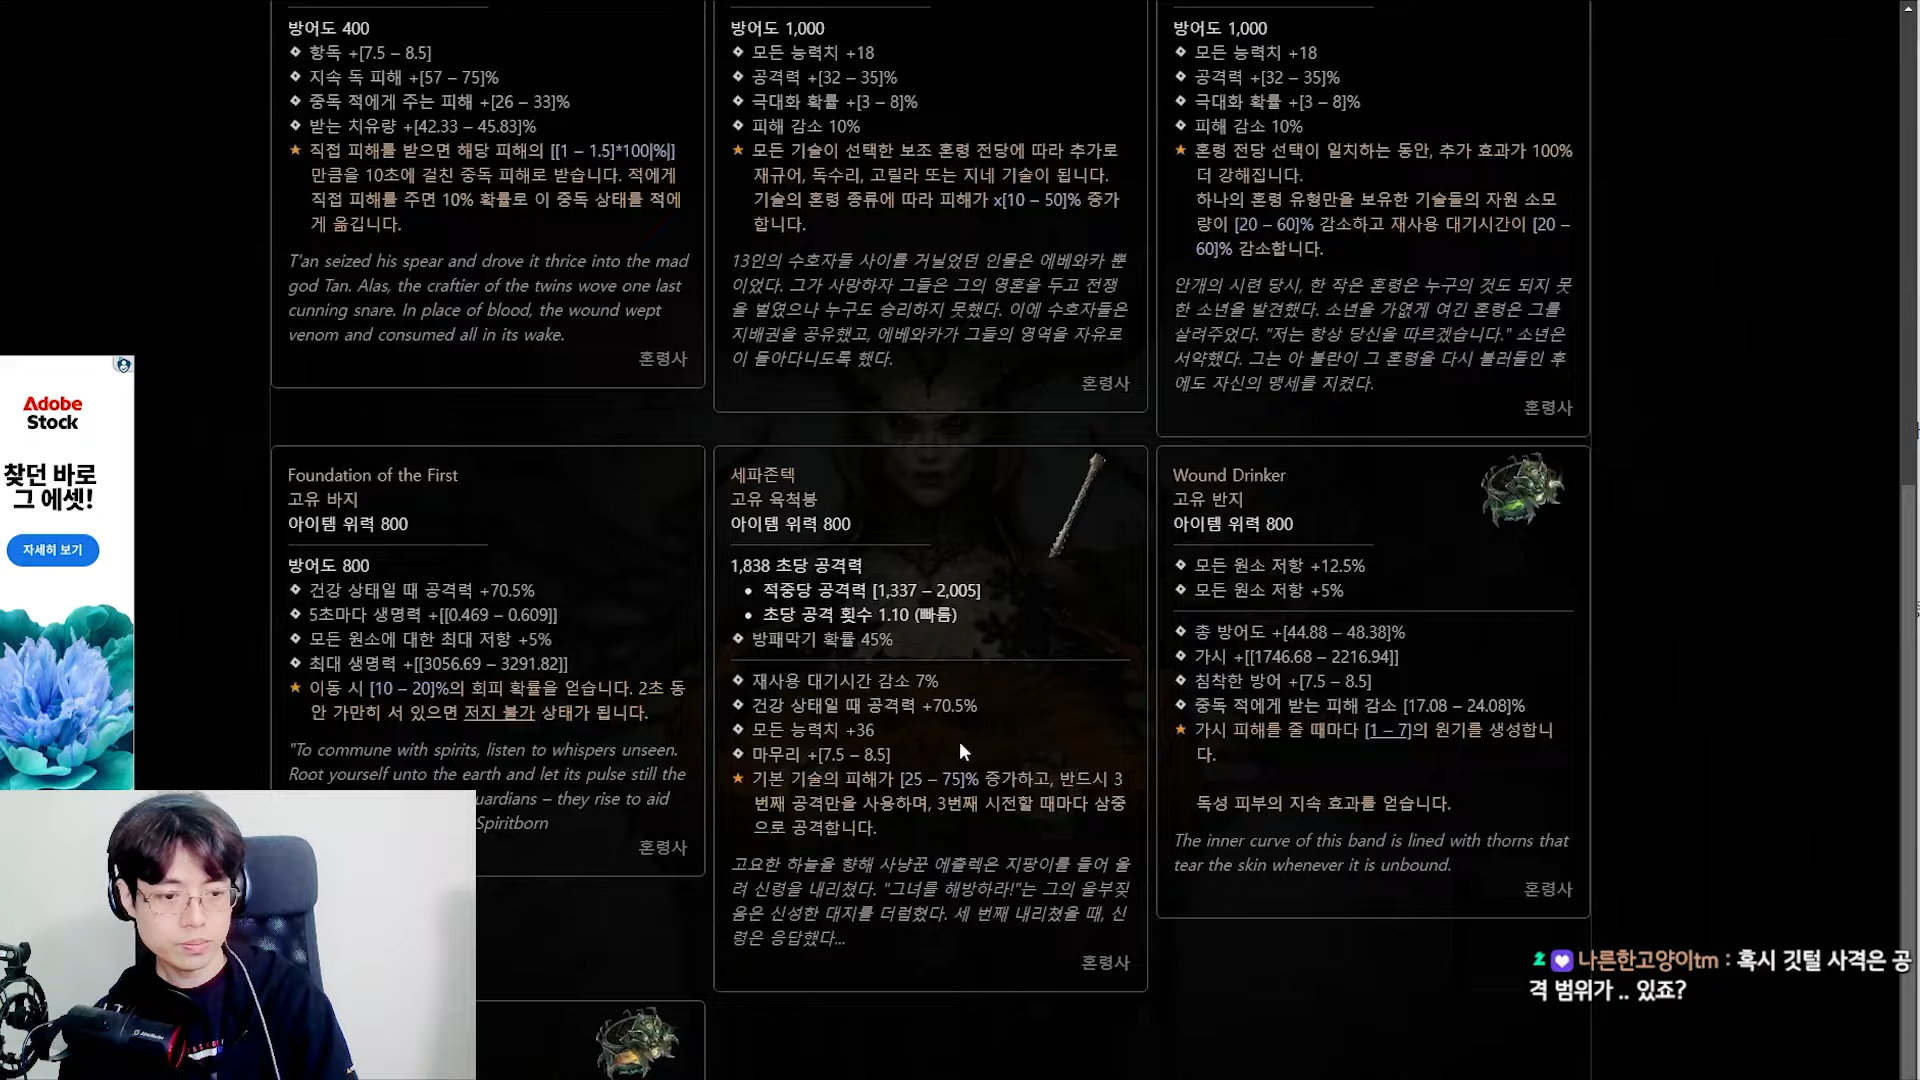 방어도 400
항독 +[7.5 – 8.5]
지속 독 피해 +[57 – 75]%
중독 적에게 주는 피해 +[26 – 33]%
받는 치유량 +[42.33 – 45.83]%
직접 피해를 받으면 해당 피해의 [[1 – 1.5]*100|%|]
만큼을 10초에 걸친 중독 피해로 받습니다. 적에게
직접 피해를 주면 10% 확률로 이 중독 상태를 적에
게 옮깁니다.
T'an seized his spear and drove it thrice into the mad
god Tan. Alas, the craftier of the twins wove one last
cunning snare. In place of blood, the wound wept
venom and consumed all in its wake.
혼령사
방어도 1,000
모든 능력치 +18
공격력 +[32 – 35]%
극대화 확률 +[3 – 8]%
피해 감소 10%
모든 기술이 선택한 보조 혼령 전당에 따라 추가로
재규어, 독수리, 고릴라 또는 지네 기술이 됩니다.
기술의 혼령 종류에 따라 피해가 x[10 – 50]% 증가
합니다.
13인의 수호자들 사이를 거닐었던 인물은 에베와카 뿐
이었다. 그가 사망하자 그들은 그의 영혼을 두고 전쟁
을 벌였으나 누구도 승리하지 못했다. 이에 수호자들은
지배권을 공유했고, 에베와카가 그들의 영역을 자유로
이 돌아다니도록 했다.
혼령사
방어도 1,000
모든 능력치 +18
공격력 +[32 – 35]%
극대화 확률 +[3 – 8]%
피해 감소 10%
혼령 전당 선택이 일치하는 동안, 추가 효과가 100%
더 강해집니다.
하나의 혼령 유형만을 보유한 기술들의 자원 소모
량이 [20 – 60]% 감소하고 재사용 대기시간이 [20 –
60]% 감소합니다.
안개의 시련 당시, 한 작은 혼령은 누구의 것도 되지 못
한 소년을 발견했다. 소년을 가엾게 여긴 혼령은 그를
살려주었다. "저는 항상 당신을 따르겠습니다." 소년은
서약했다. 그는 아 불란이 그 혼령을 다시 불러들인 후
에도 자신의 맹세를 지켰다.
혼령사
Adobe
Stock
찾던 바로
그 에셋!
자세히 보기
Foundation of the First
고유 바지
아이템 위력 800
방어도 800
건강 상태일 때 공격력 +70.5%
5초마다 생명력 +[[0.469 – 0.609]]
모든 원소에 대한 최대 저항 +5%
최대 생명력 +[[3056.69 – 3291.82]]
이동 시 [10 – 20]%의 회피 확률을 얻습니다. 2초 동
안 가만히 서 있으면 저지 불가 상태가 됩니다.
"To commune with spirits, listen to whispers unseen.
Root yourself unto the earth and let its pulse still the
uardians – they rise to aid
Spiritborn
혼령사
세파존텍
고유 육척봉
아이템 위력 800
1,838 초당 공격력
적중당 공격력 [1,337 – 2,005]
초당 공격 횟수 1.10 (빠름)
방패막기 확률 45%
재사용 대기시간 감소 7%
건강 상태일 때 공격력 +70.5%
모든 능력치 +36
마무리 +[7.5 – 8.5]
기본 기술의 피해가 [25 – 75]% 증가하고, 반드시 3
번째 공격만을 사용하며, 3번째 시전할 때마다 삼중
으로 공격합니다.
고요한 하늘을 향해 사냥꾼 에츨렉은 지팡이를 들어 올
려 신령을 내리쳤다. "그녀를 해방하라!"는 그의 울부짖
음은 신성한 대지를 더럽혔다. 세 번째 내리쳤을 때, 신
령은 응답했다...
혼령사
Wound Drinker
고유 반지
아이템 위력 800
모든 원소 저항 +12.5%
모든 원소 저항 +5%
총 방어도 +[44.88 – 48.38]%
가시 +[[1746.68 – 2216.94]]
침착한 방어 +[7.5 – 8.5]
중독 적에게 받는 피해 감소 [17.08 – 24.08]%
가시 피해를 줄 때마다 [1 – 7]의 원기를 생성합니
다.
독성 피부의 지속 효과를 얻습니다.
The inner curve of this band is lined with thorns that
tear the skin whenever it is unbound.
혼령사
나른한고양이tm : 혹시 깃털 사격은 공
격 범위가 .. 있죠?